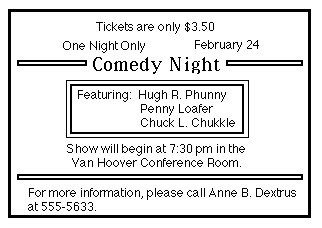 Tickets are only $3.50
One Night Only February 24
Comedy Night
Featuring: Hugh R. Phunny
Penny Loafer
Chuck L. Chukkle
Show will begin at 7:30 pm in the
Van Hoover Conference Room.
For more information, please call Anne B. Dextrus
at 555-5633.